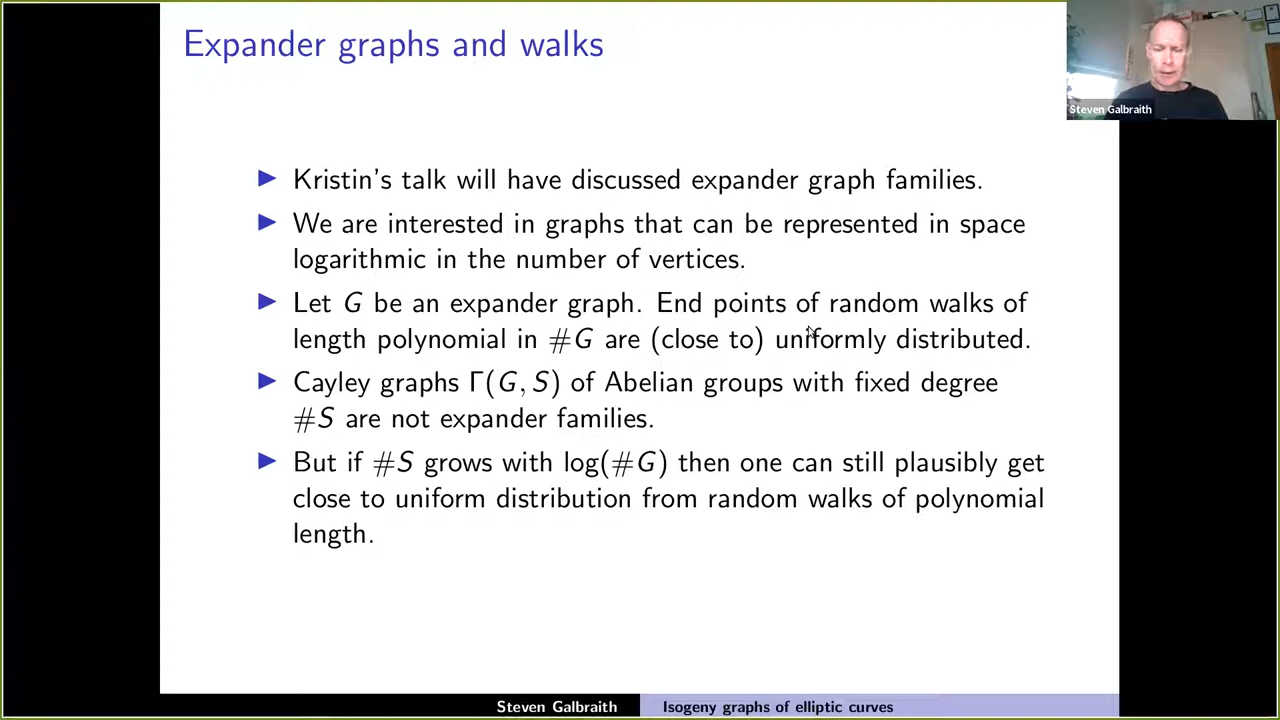 Expander graphs and walks
Steven Galbraith
▶ Kristin's talk will have discussed expander graph families.
▶ We are interested in graphs that can be represented in space
logarithmic in the number of vertices.
▶ Let G be an expander graph. End points of random walks of
length polynomial in #G are (close to) uniformly distributed.
▶ Cayley graphs Γ(G, S) of Abelian groups with fixed degree
#S are not expander families.
▶ But if #S grows with log(#G) then one can still plausibly get
close to uniform distribution from random walks of polynomial
length.
Steven Galbraith
Isogeny graphs of elliptic curves